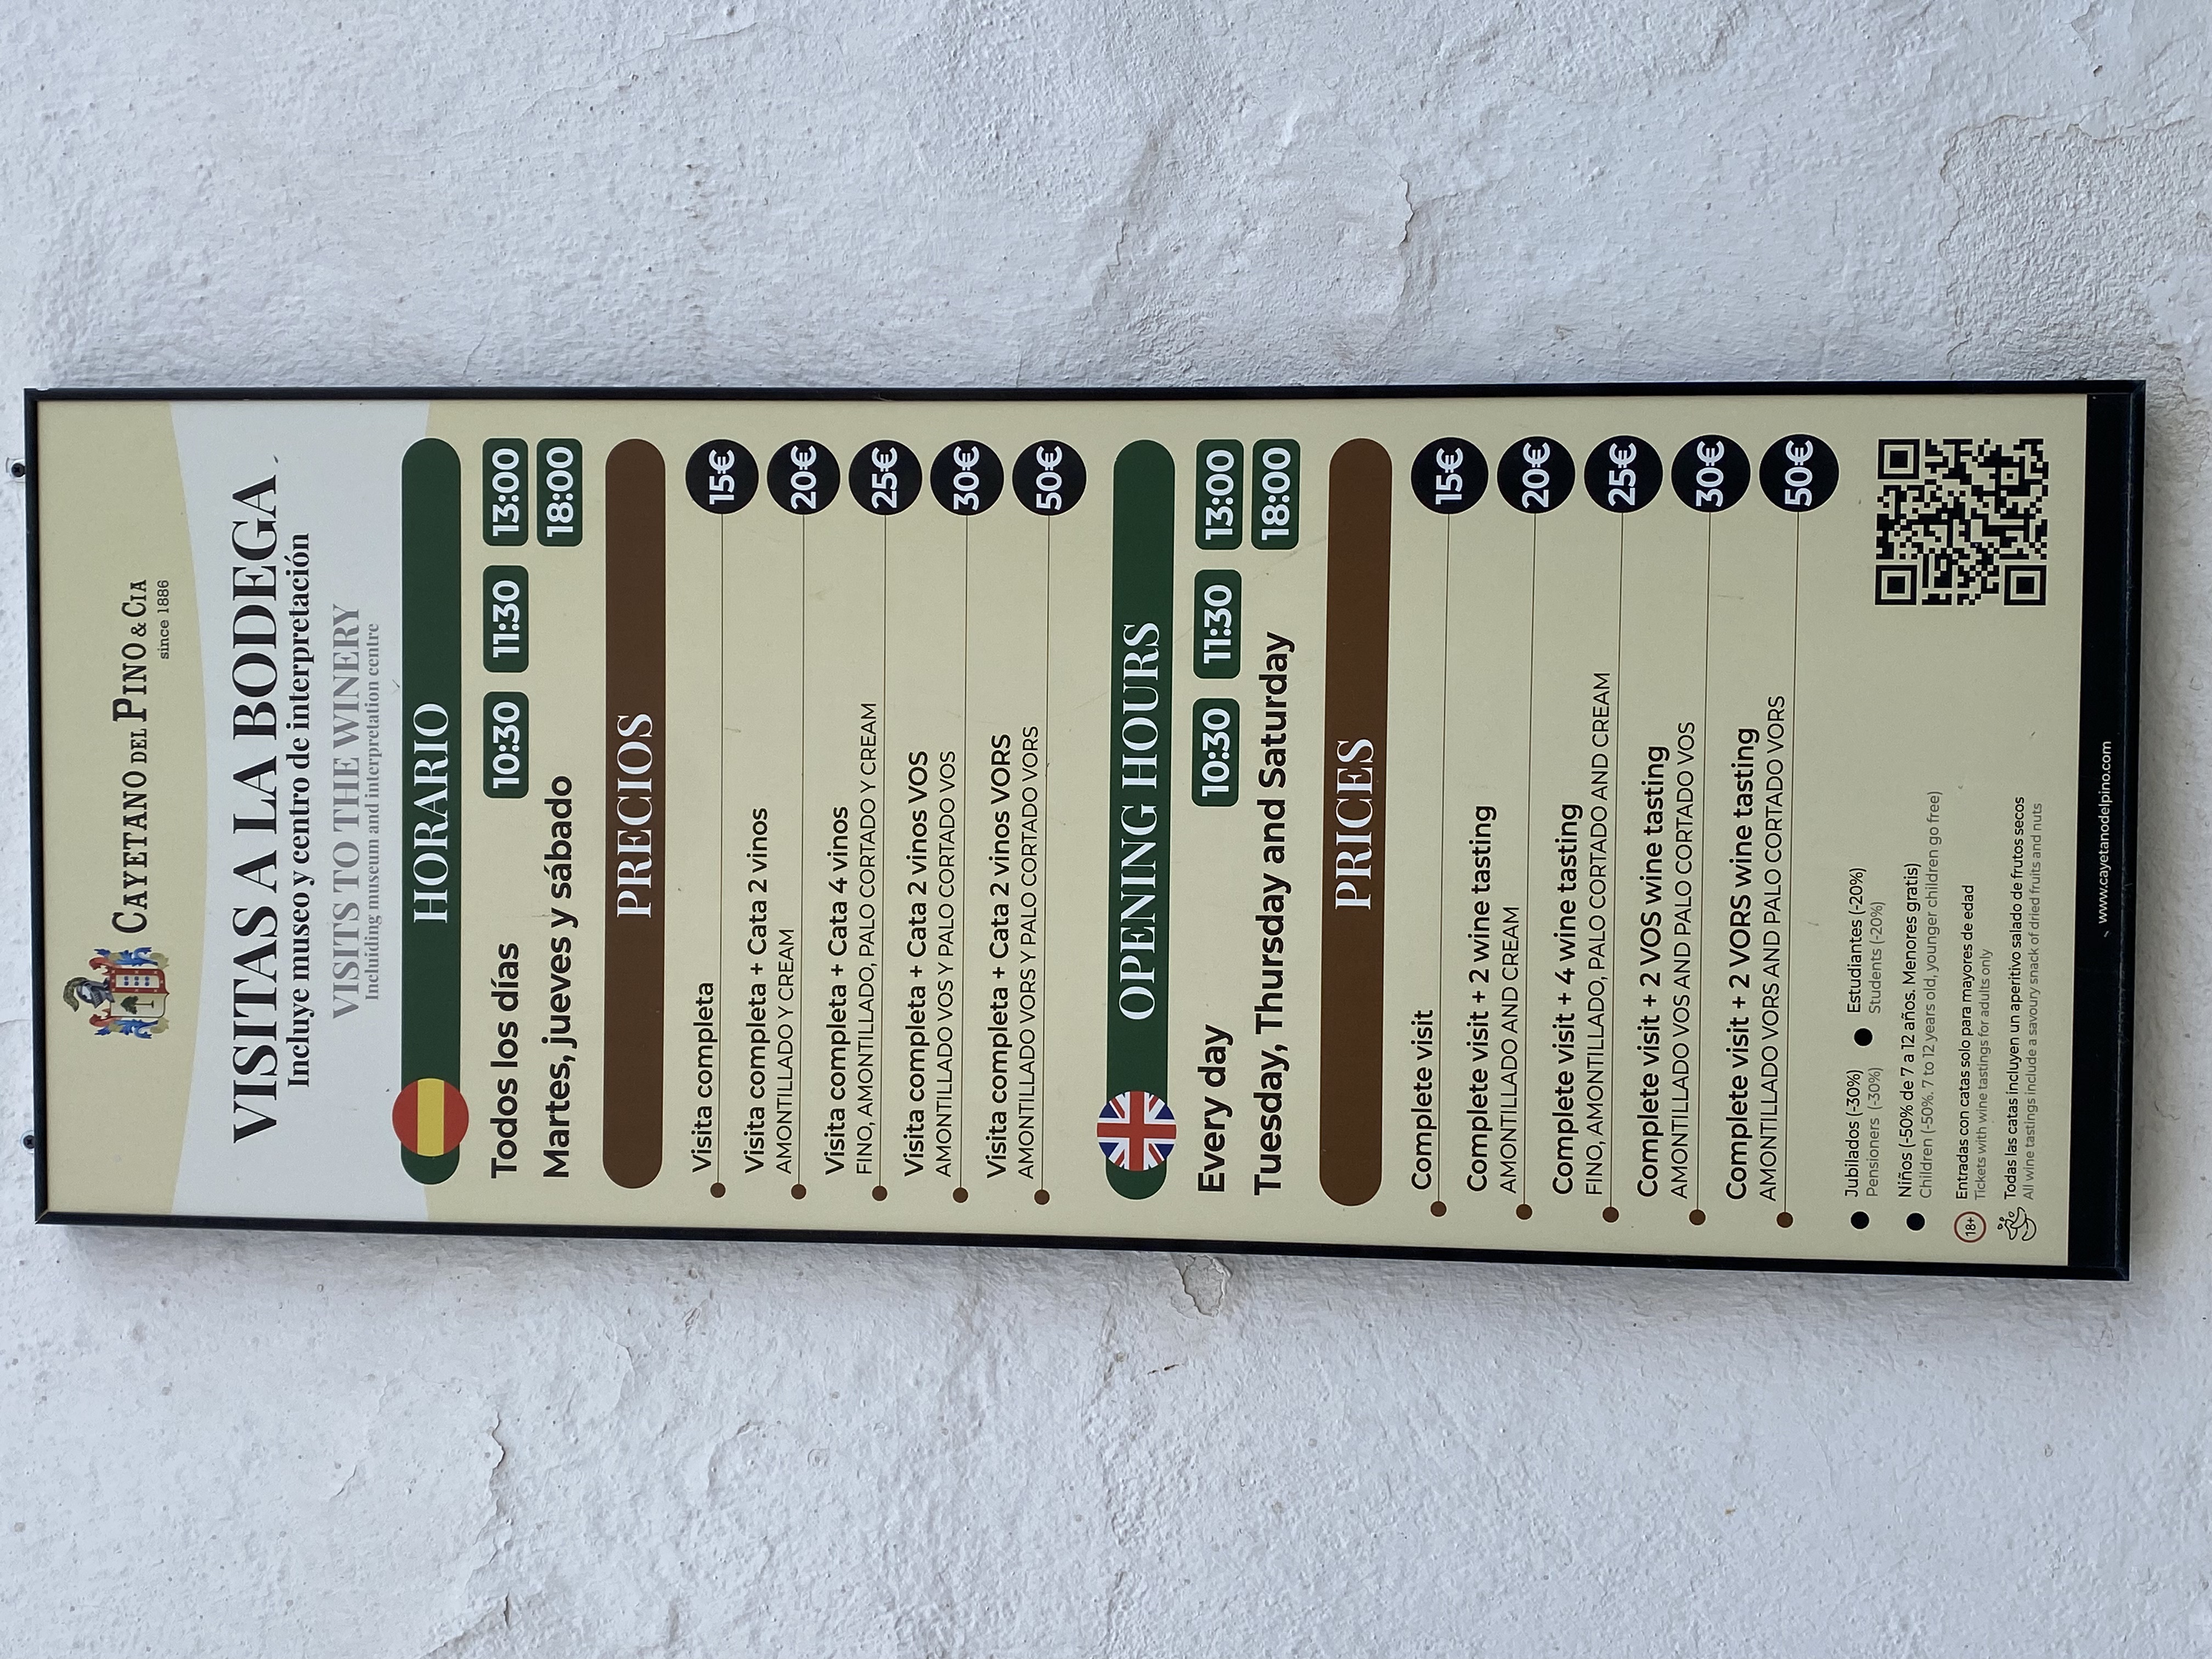 CAYETANO DEL PINO & CIA
since 1886
VISITAS A LA BODEGA
Incluye museo y centro de interpretación
VISITS TO THE WINERY
Including museum and interpretation centre
HORARIO
Todos los días 10:30 11:30 13:00
Martes, jueves y sábado 18:00
PRECIOS
Visita completa 15€
Visita completa + Cata 2 vinos 20€
AMONTILLADO Y CREAM
Visita completa + Cata 4 vinos 25€
FINO, AMONTILLADO, PALO CORTADO Y CREAM
Visita completa + Cata 2 vinos VOS 30€
AMONTILLADO VOS Y PALO CORTADO VOS
Visita completa + Cata 2 vinos VORS 50€
AMONTILLADO VORS Y PALO CORTADO VORS
OPENING HOURS
Every day 10:30 11:30 13:00
Tuesday, Thursday and Saturday 18:00
PRICES
Complete visit 15€
Complete visit + 2 wine tasting 20€
AMONTILLADO AND CREAM
Complete visit + 4 wine tasting 25€
FINO, AMONTILLADO, PALO CORTADO AND CREAM
Complete visit + 2 VOS wine tasting 30€
AMONTILLADO VOS AND PALO CORTADO VOS
Complete visit + 2 VORS wine tasting 50€
AMONTILLADO VORS AND PALO CORTADO VORS
Jubilados (-30%) Estudiantes (-20%)
Pensioners (-30%) Students (-20%)
Niños (-50% de 7 a 12 años. Menores gratis)
Children (-50%. 7 to 12 years old, younger children go free)
18+ Entradas con catas solo para mayores de edad
Tickets with wine tastings for adults only
Todas las catas incluyen un aperitivo salado de frutos secos
All wine tastings include a savoury snack of dried fruits and nuts
www.cayetanodelpino.com